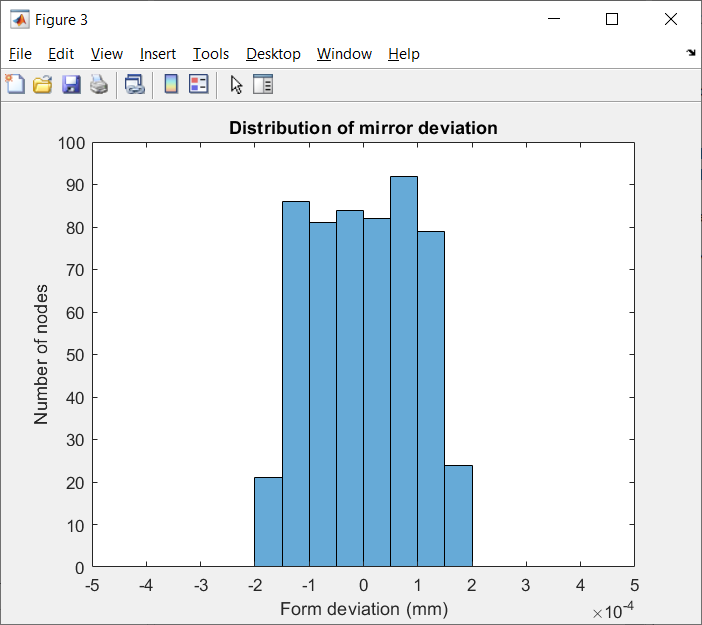 Figure 3
File Edit View Insert Tools Desktop Window Help
Distribution of mirror deviation
100
90
80
70
60
50
40
30
20
10
0
Number of nodes
-5 -4 -3 -2 -1 0 1 2 3 4 5
Form deviation (mm)
×10-4